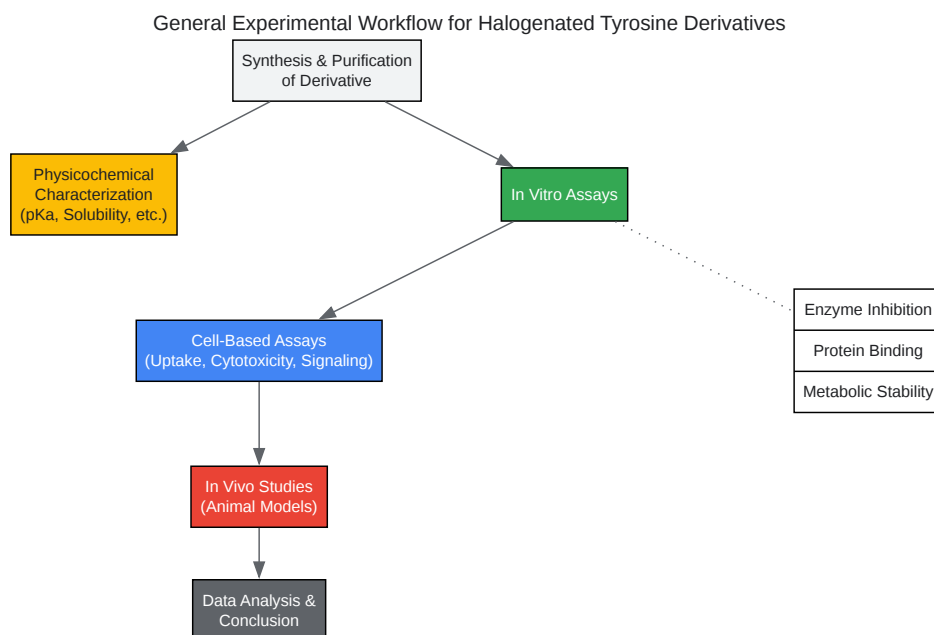 General Experimental Workflow for Halogenated Tyrosine Derivatives
Synthesis & Purification
of Derivative
Physicochemical
Characterization
(pKa, Solubility, etc.)
In Vitro Assays
Enzyme Inhibition
Protein Binding
Metabolic Stability
Cell-Based Assays
(Uptake, Cytotoxicity, Signaling)
In Vivo Studies
(Animal Models)
Data Analysis &
Conclusion